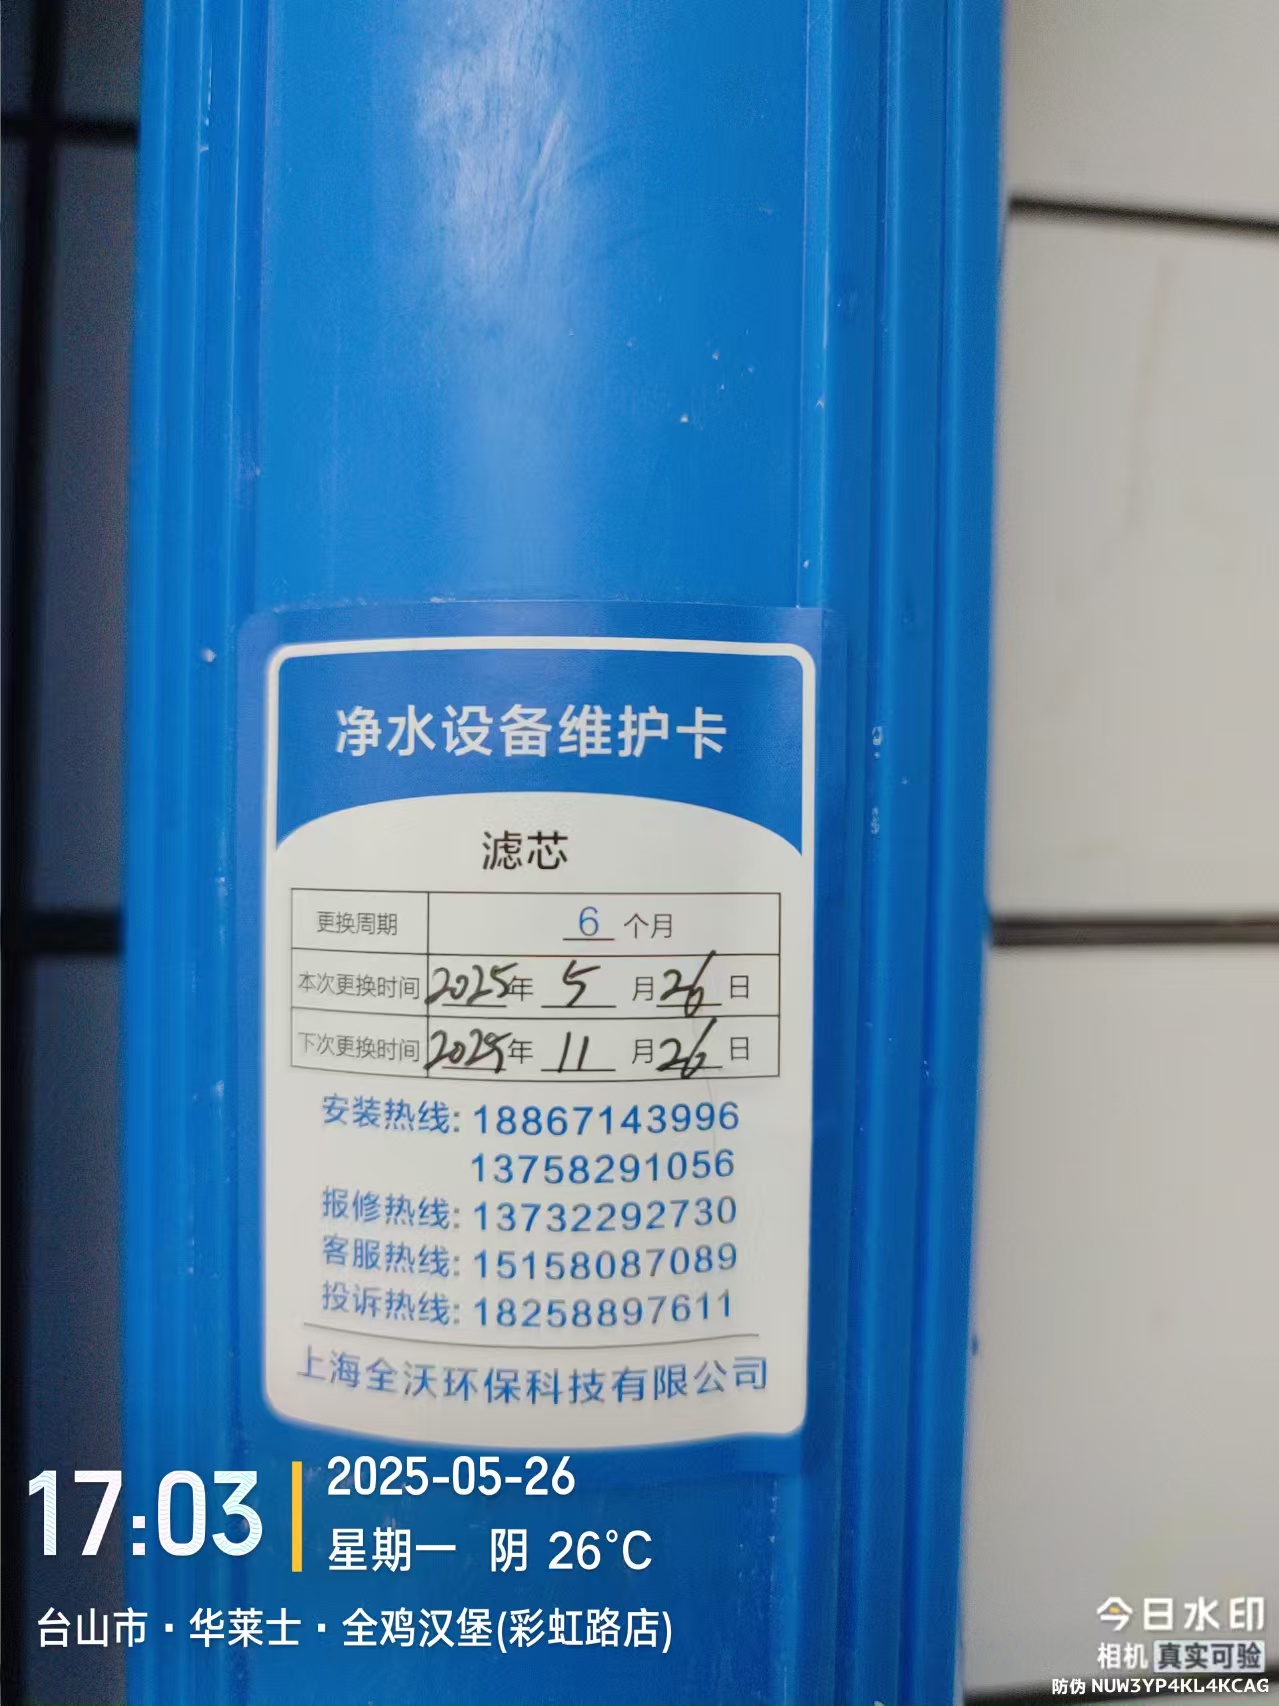 净水设备维护卡
滤芯
更换周期 6 个月
本次更换时间 2025年 5 月 26 日
下次更换时间 2025年 11 月 26 日
安装热线: 18867143996
13758291056
报修热线: 13732292730
客服热线: 15158087089
投诉热线: 18258897611
上海全沃环保科技有限公司
17:03
2025-05-26
星期一 阴 26°C
台山市·华莱士·全鸡汉堡(彩虹路店)
今日水印
相机 真实可验
防伪 NUW3YP4KL4KCAG